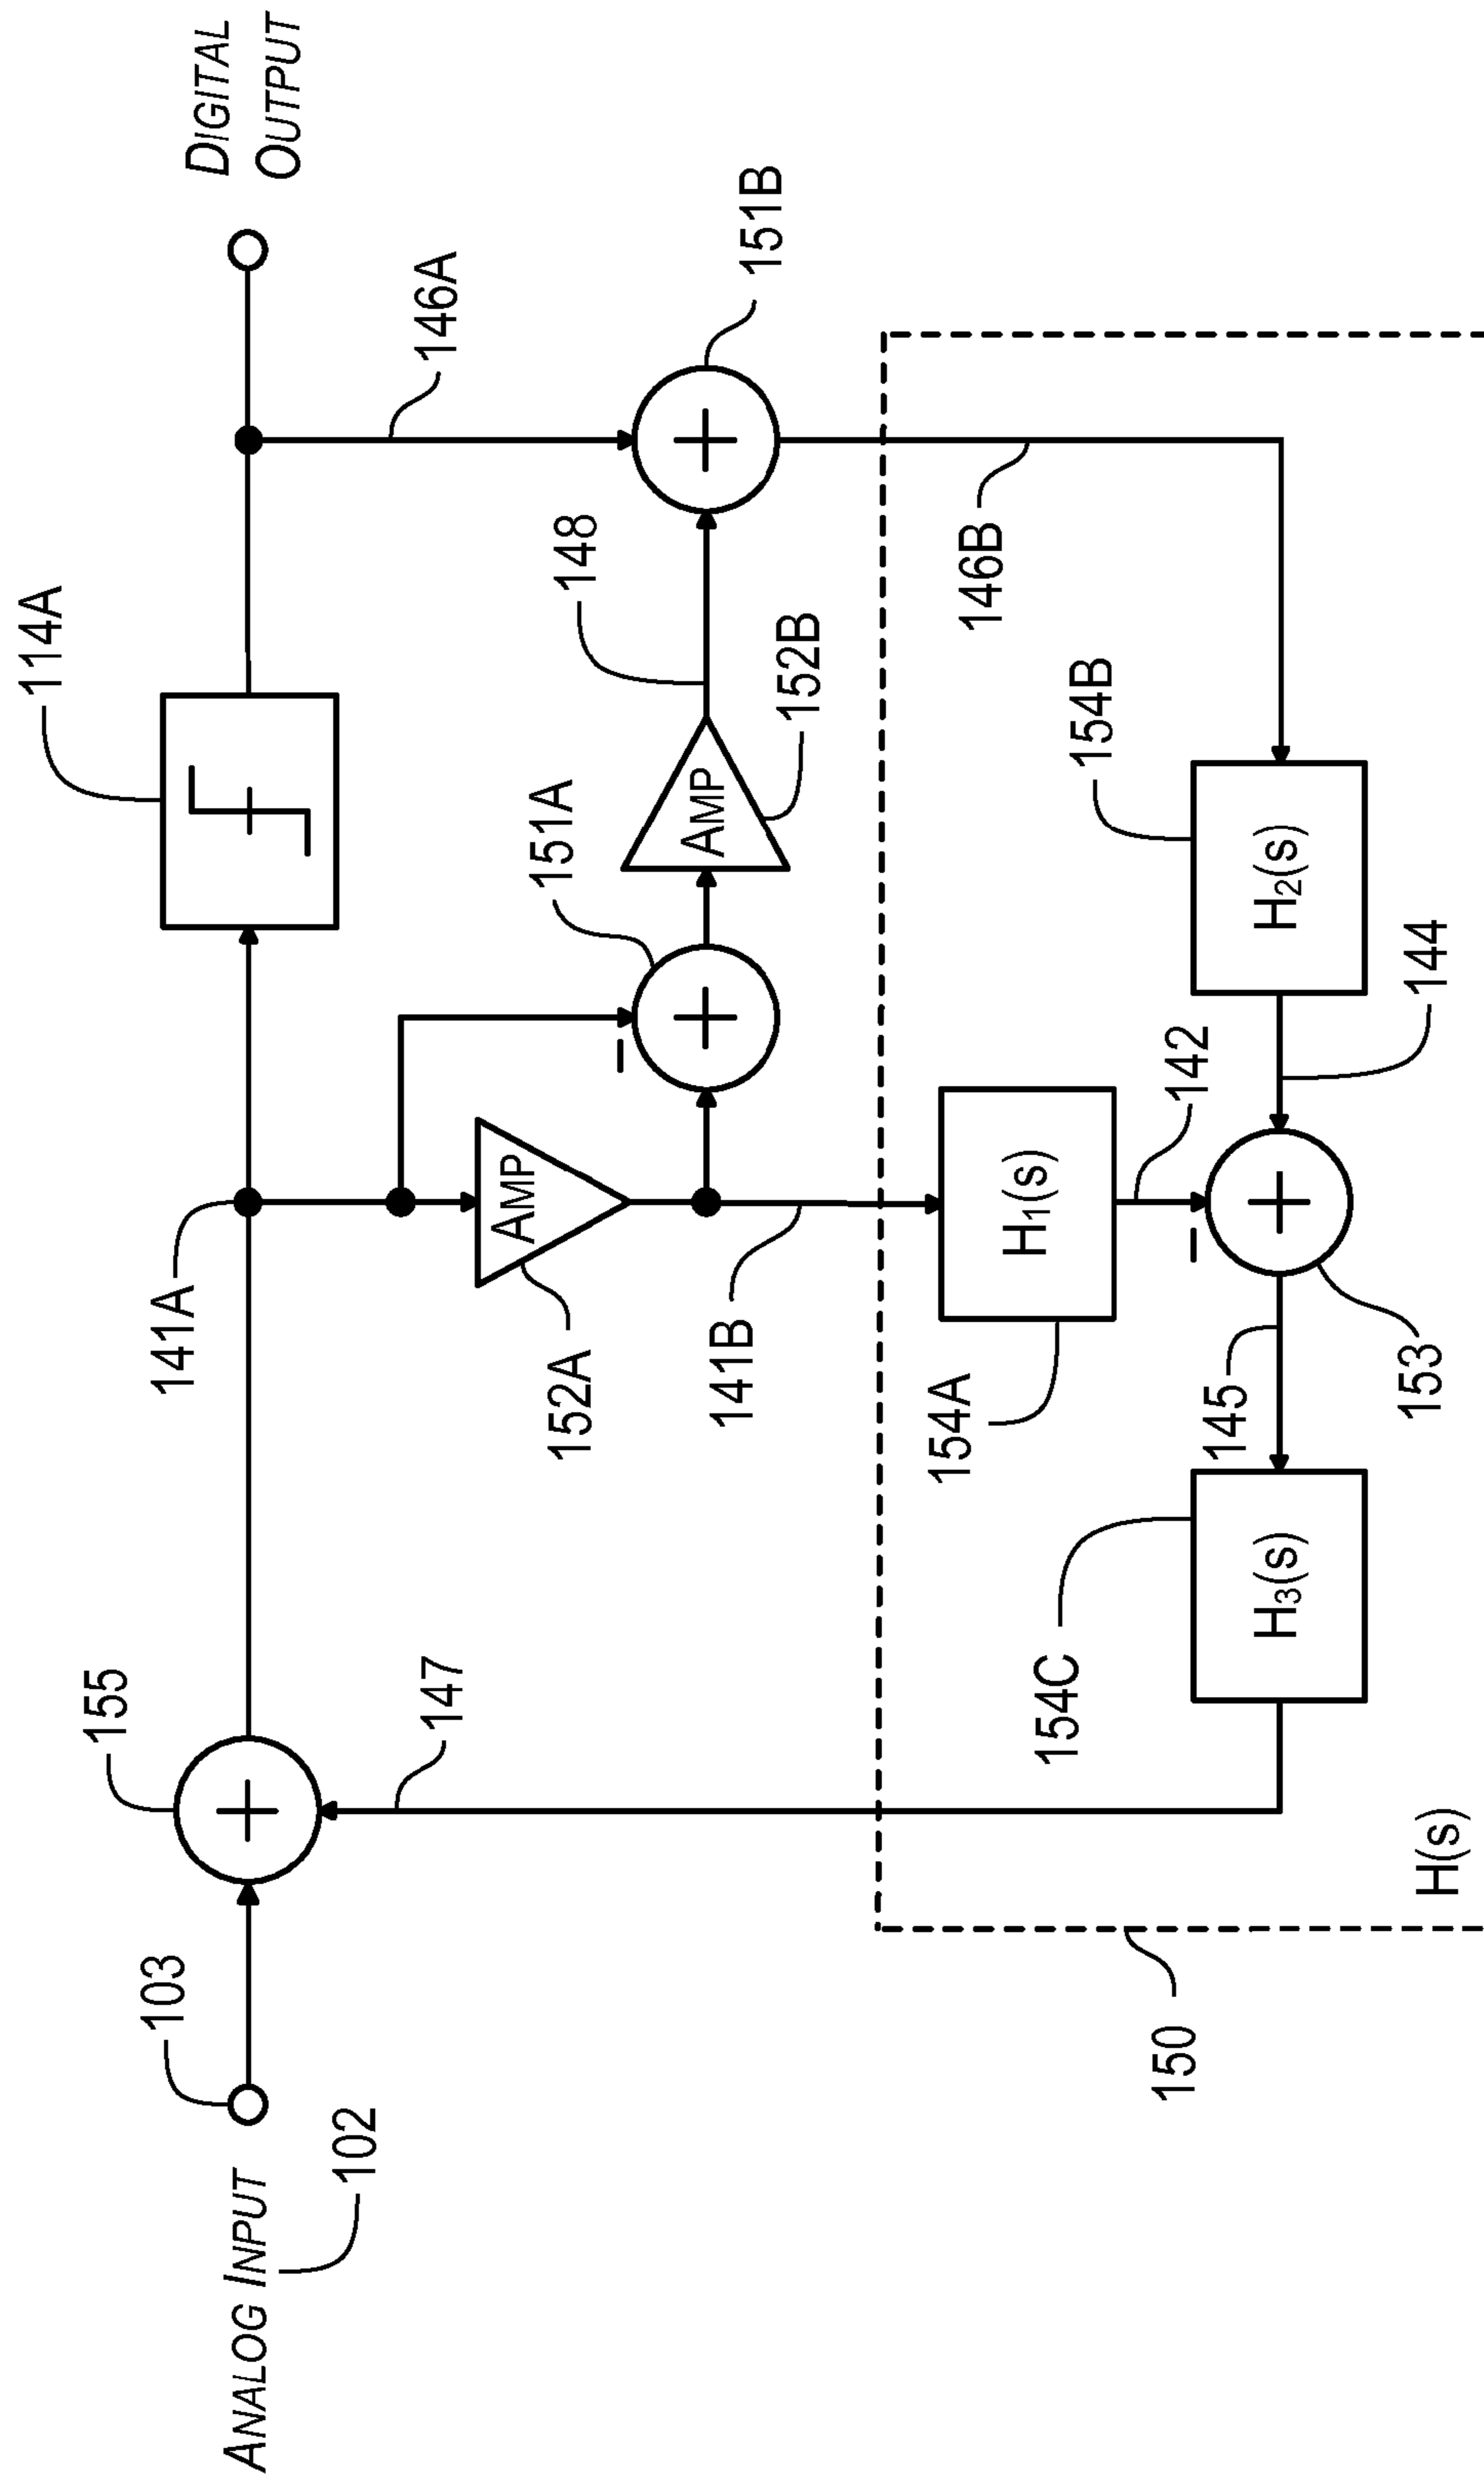 ANALOG INPUT
102
103
155
147
141A
114A
DIGITAL
OUTPUT
146A
AMP
152A
141B
151A
AMP
152B
148
151B
146B
150
H(s)
H3(s)
154C
145
153
H1(s)
154A
142
144
H2(s)
154B
+
+
+
+
−
−